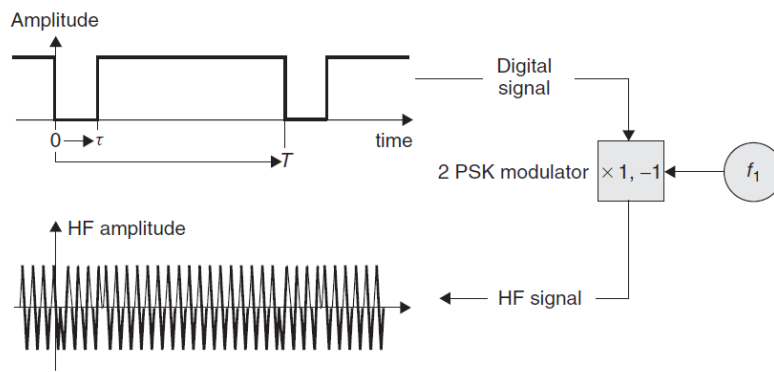 Amplitude
Digital
signal
0
τ
time
T
2 PSK modulator
× 1, –1
f1
HF amplitude
HF signal